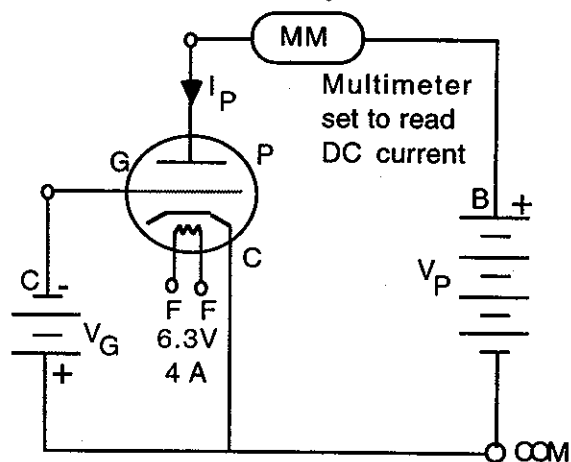 MM
I P
Multimeter
set to read
DC current
G
P
B
+
C
C
-
V P
V G
F F
6.3V
4 A
+
COM